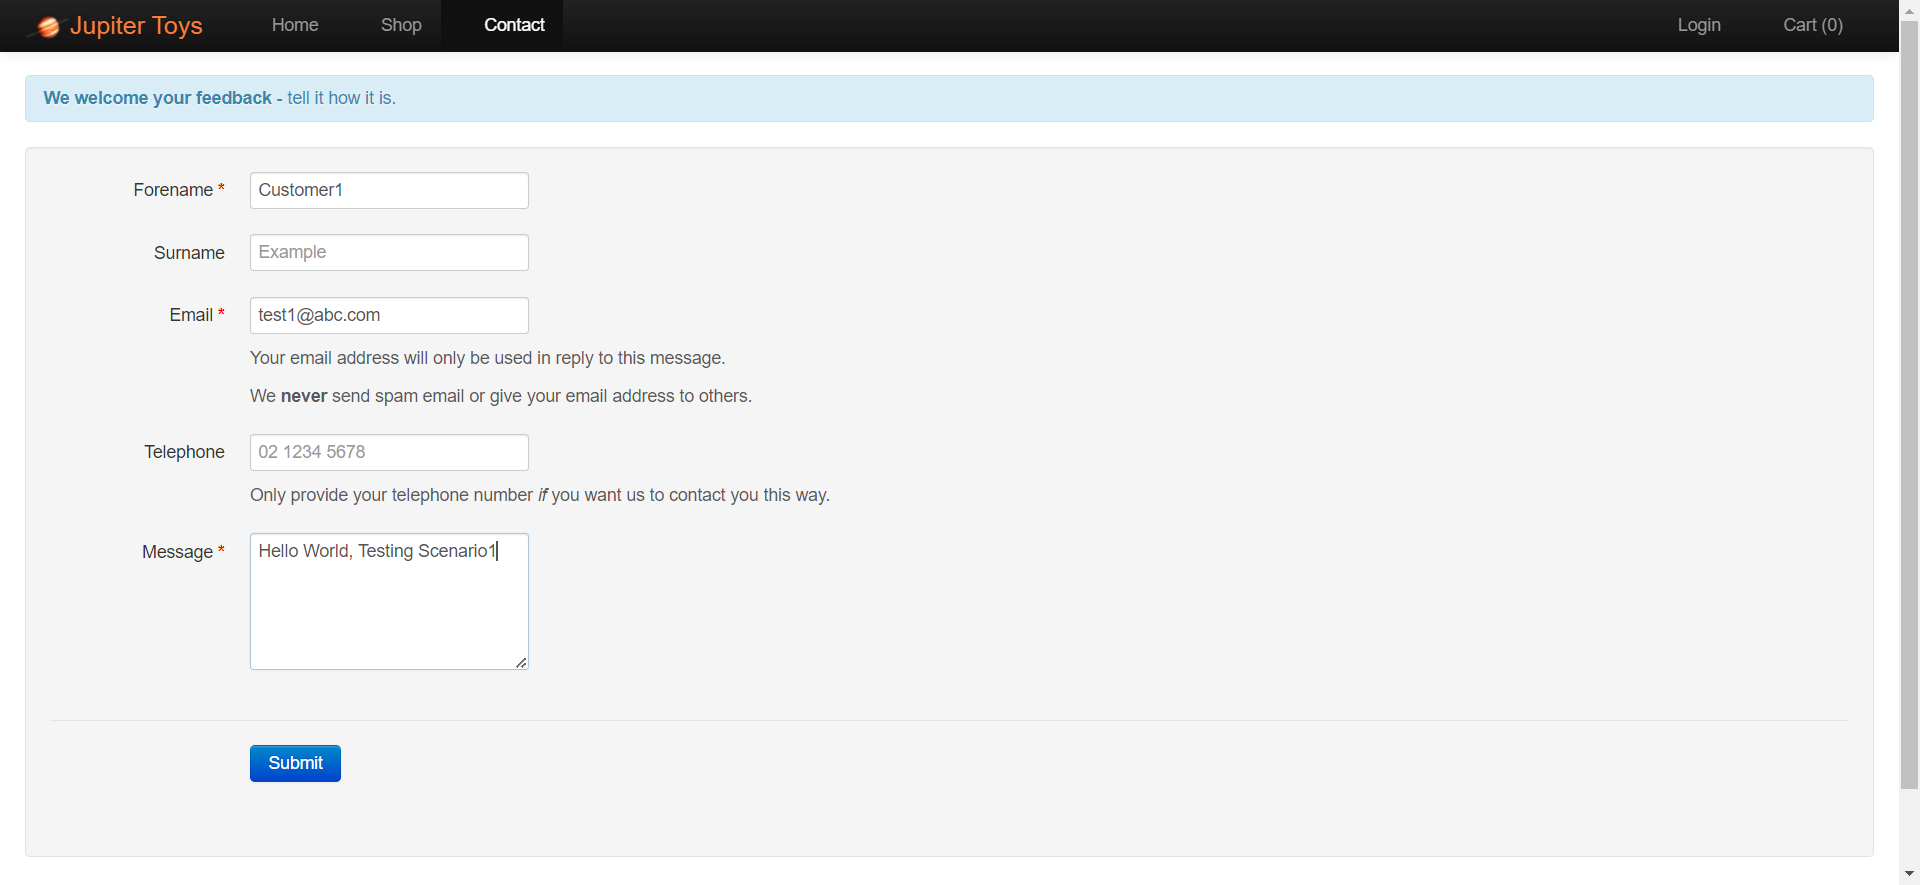 Jupiter Toys Home Shop Contact Login Cart (0)
We welcome your feedback - tell it how it is.
Forename * Customer1
Surname Example
Email * test1@abc.com
Your email address will only be used in reply to this message.
We never send spam email or give your email address to others.
Telephone 02 1234 5678
Only provide your telephone number if you want us to contact you this way.
Message * Hello World, Testing Scenario1
Submit